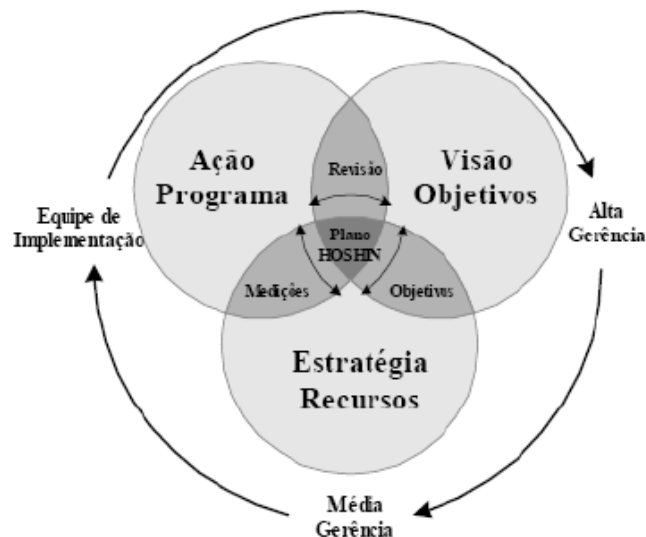 Ação
Programa
Revisão
Visão
Objetivos
Equipe de
Implementação
Alta
Gerência
Plano
HOSHIN
Medições
Objetivos
Estratégia
Recursos
Média
Gerência